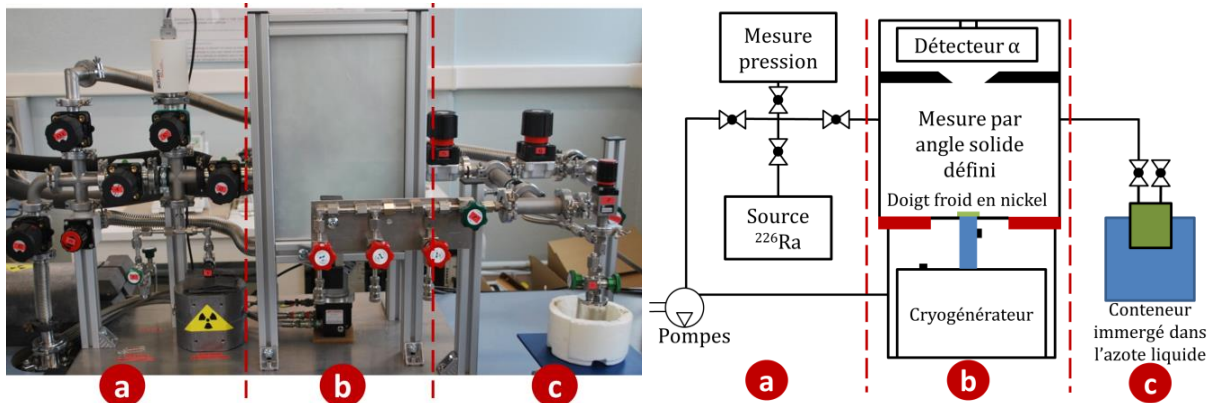 a
b
c
Mesure
pression
Source
²²⁶Ra
Pompes
Détecteur α
Mesure par
angle solide
défini
Doigt froid en nickel
Cryogénérateur
Conteneur
immergé dans
l'azote liquide
a
b
c